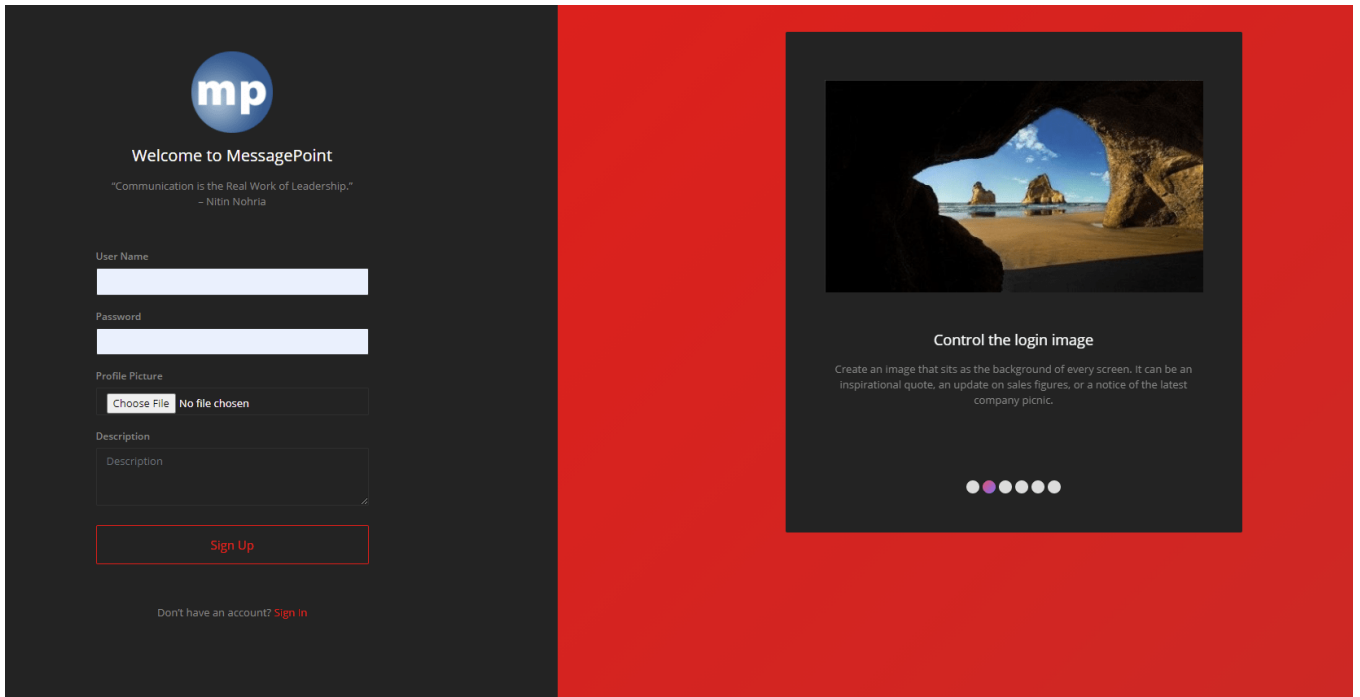 mp
Welcome to MessagePoint
“Communication is the Real Work of Leadership.”
– Nitin Nohria
User Name
Password
Profile Picture
Choose File No file chosen
Description
Description
Sign Up
Don’t have an account? Sign In
Control the login image
Create an image that sits as the background of every screen. It can be an
inspirational quote, an update on sales figures, or a notice of the latest
company picnic.